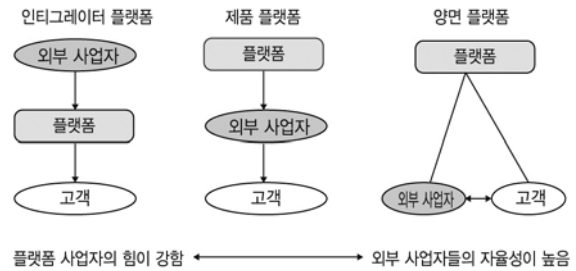 인티그레이터 플랫폼
외부 사업자
플랫폼
고객
제품 플랫폼
플랫폼
외부 사업자
고객
양면 플랫폼
플랫폼
외부 사업자
고객
플랫폼 사업자의 힘이 강함
외부 사업자들의 자율성이 높음